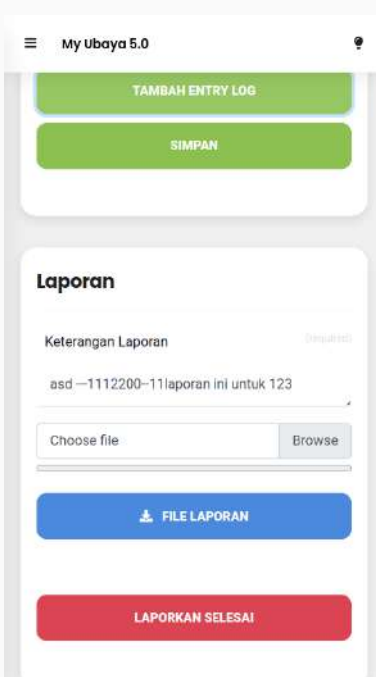 My Ubaya 5.0
TAMBAH ENTRY LOG
SIMPAN
Laporan
Keterangan Laporan (required)
asd —1112200--11laporan ini untuk 123
Choose file Browse
FILE LAPORAN
LAPORKAN SELESAI